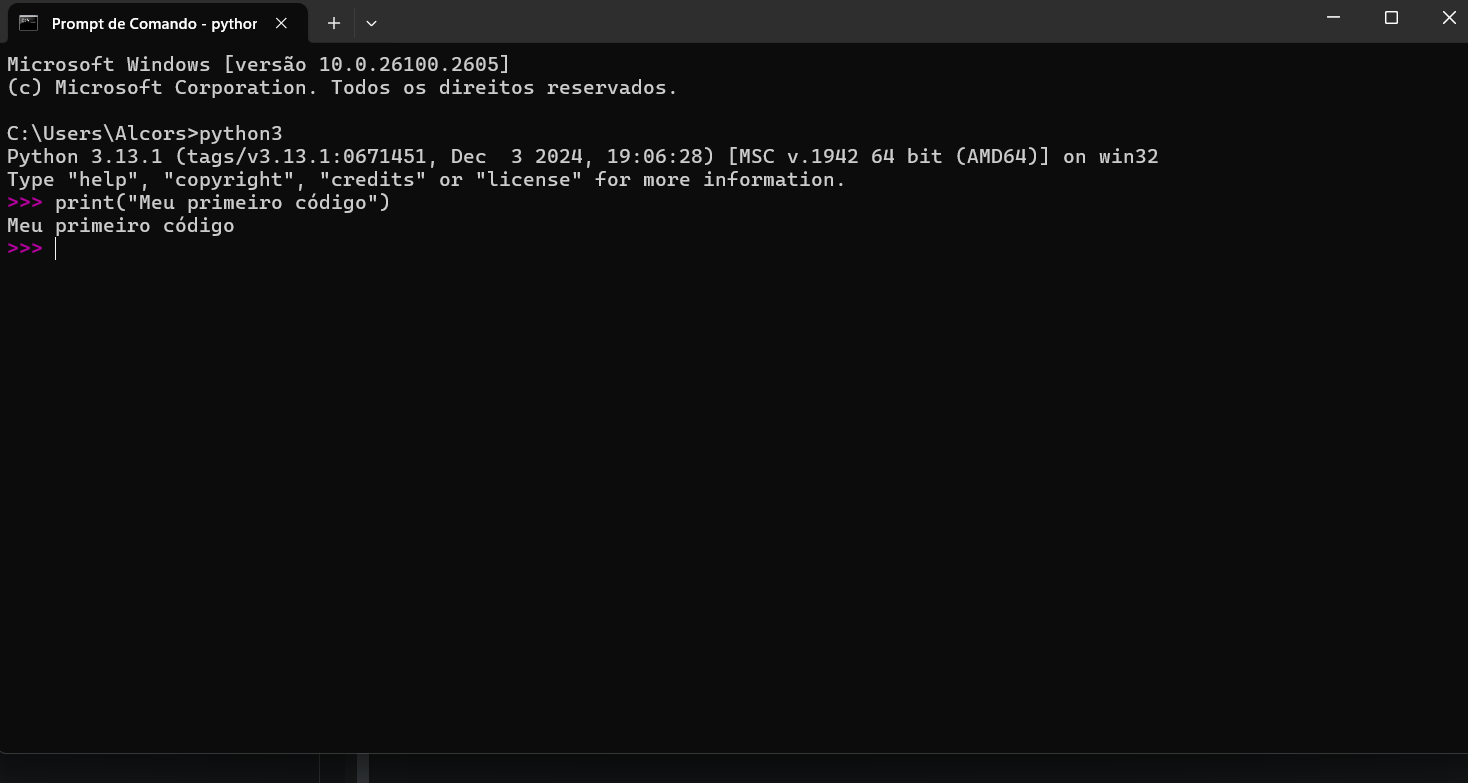 Prompt de Comando - python
Microsoft Windows [versão 10.0.26100.2605]
(c) Microsoft Corporation. Todos os direitos reservados.
C:\Users\Alcors>python3
Python 3.13.1 (tags/v3.13.1:0671451, Dec  3 2024, 19:06:28) [MSC v.1942 64 bit (AMD64)] on win32
Type "help", "copyright", "credits" or "license" for more information.
>>> print("Meu primeiro código")
Meu primeiro código
>>>